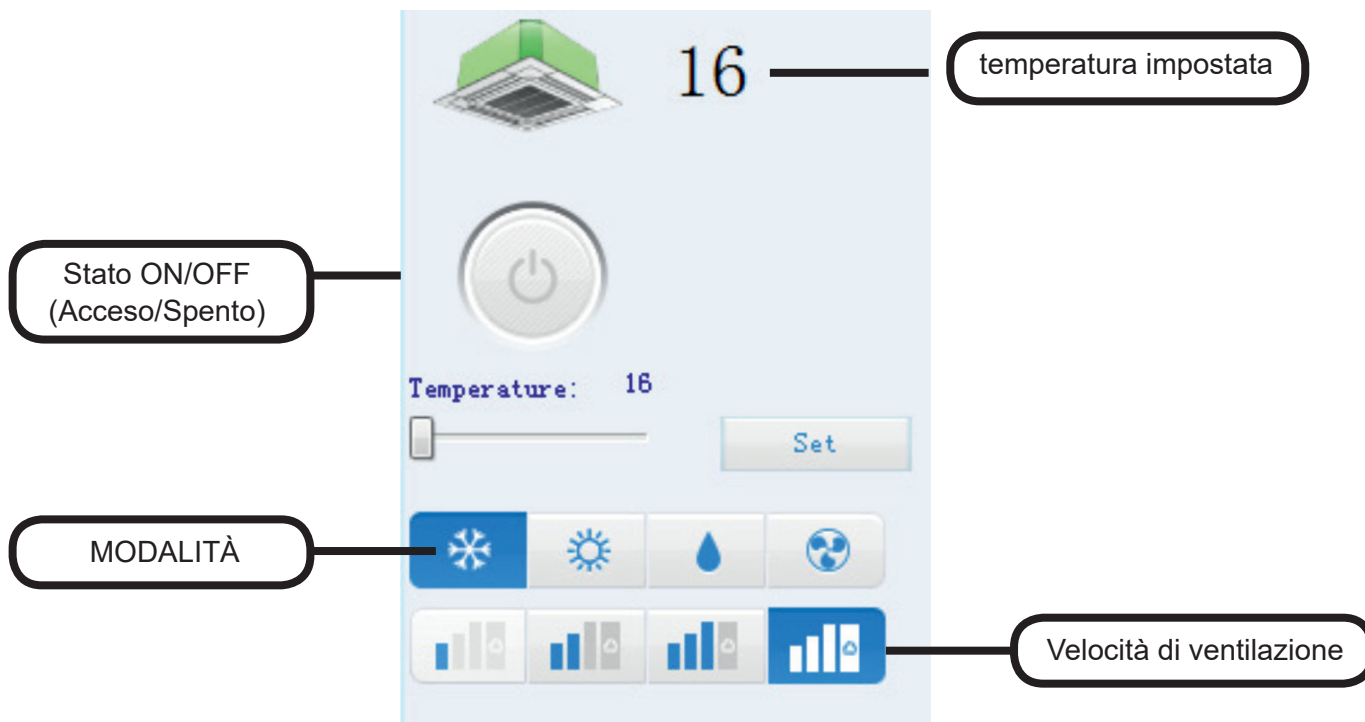 16
temperatura impostata
Stato ON/OFF
(Acceso/Spento)
Temperature: 16
Set
MODALITÀ
Velocità di ventilazione